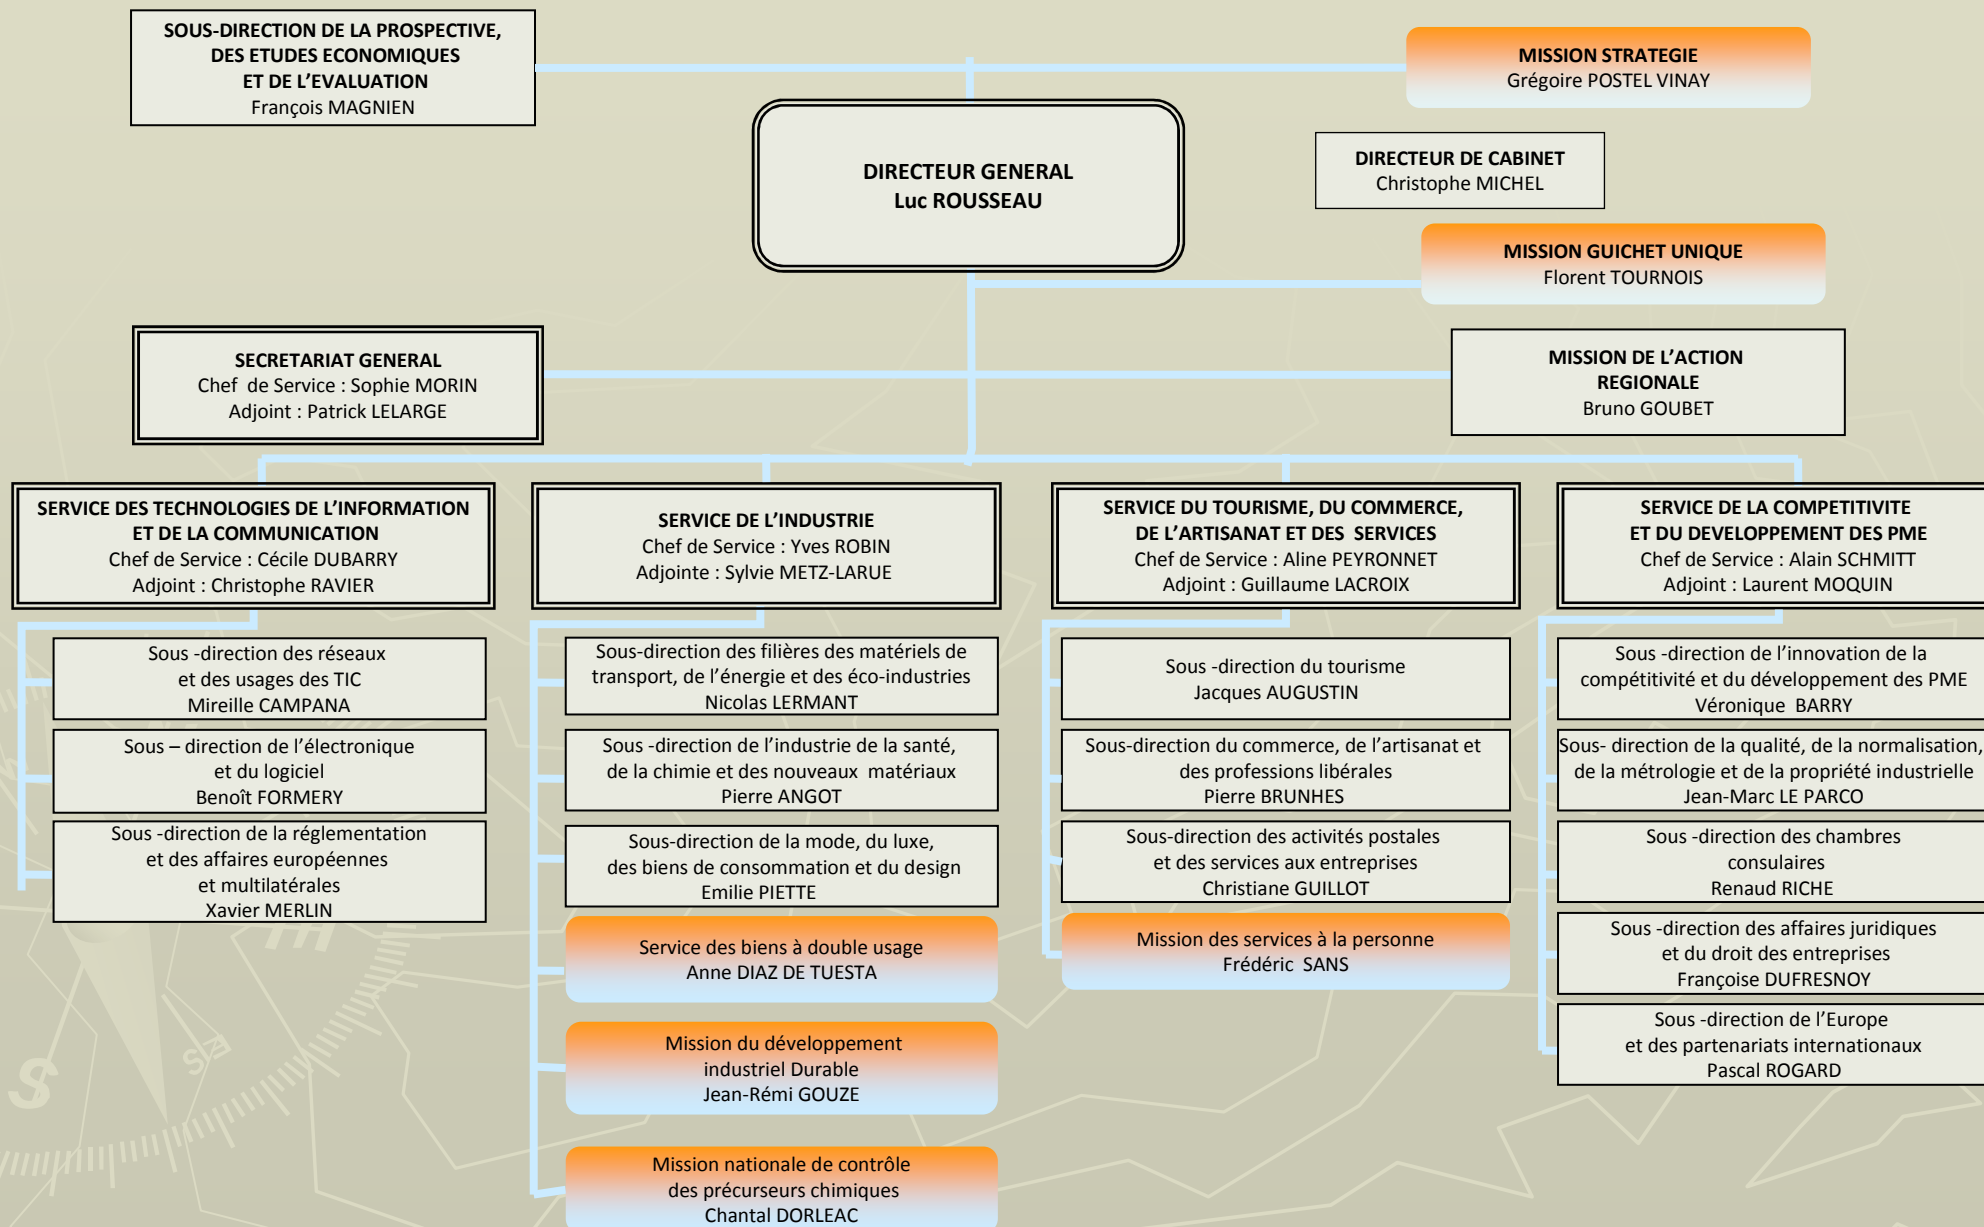 SOUS-DIRECTION DE LA PROSPECTIVE,
DES ETUDES ECONOMIQUES
ET DE L'EVALUATION
François MAGNIEN
MISSION STRATEGIE
Grégoire POSTEL VINAY
DIRECTEUR GENERAL
Luc ROUSSEAU
DIRECTEUR DE CABINET
Christophe MICHEL
MISSION GUICHET UNIQUE
Florent TOURNOIS
SECRETARIAT GENERAL
Chef de Service : Sophie MORIN
Adjoint : Patrick LELARGE
MISSION DE L'ACTION
REGIONALE
Bruno GOUBET
SERVICE DES TECHNOLOGIES DE L'INFORMATION
ET DE LA COMMUNICATION
Chef de Service : Cécile DUBARRY
Adjoint : Christophe RAVIER
Sous -direction des réseaux
et des usages des TIC
Mireille CAMPANA
Sous – direction de l'électronique
et du logiciel
Benoît FORMERY
Sous -direction de la réglementation
et des affaires européennes
et multilatérales
Xavier MERLIN
SERVICE DE L'INDUSTRIE
Chef de Service : Yves ROBIN
Adjointe : Sylvie METZ-LARUE
Sous-direction des filières des matériels de
transport, de l'énergie et des éco-industries
Nicolas LERMANT
Sous -direction de l'industrie de la santé,
de la chimie et des nouveaux matériaux
Pierre ANGOT
Sous-direction de la mode, du luxe,
des biens de consommation et du design
Emilie PIETTE
Service des biens à double usage
Anne DIAZ DE TUESTA
Mission du développement
industriel Durable
Jean-Rémi GOUZE
Mission nationale de contrôle
des précurseurs chimiques
Chantal DORLEAC
SERVICE DU TOURISME, DU COMMERCE,
DE L'ARTISANAT ET DES SERVICES
Chef de Service : Aline PEYRONNET
Adjoint : Guillaume LACROIX
Sous -direction du tourisme
Jacques AUGUSTIN
Sous-direction du commerce, de l'artisanat et
des professions libérales
Pierre BRUNHES
Sous-direction des activités postales
et des services aux entreprises
Christiane GUILLOT
Mission des services à la personne
Frédéric SANS
SERVICE DE LA COMPETITIVITE
ET DU DEVELOPPEMENT DES PME
Chef de Service : Alain SCHMITT
Adjoint : Laurent MOQUIN
Sous -direction de l'innovation de la
compétitivité et du développement des PME
Véronique BARRY
Sous- direction de la qualité, de la normalisation,
de la métrologie et de la propriété industrielle
Jean-Marc LE PARCO
Sous -direction des chambres
consulaires
Renaud RICHE
Sous -direction des affaires juridiques
et du droit des entreprises
Françoise DUFRESNOY
Sous -direction de l'Europe
et des partenariats internationaux
Pascal ROGARD
S